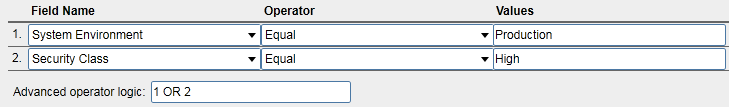 Field Name Operator Values
1. System Environment Equal Production
2. Security Class Equal High
Advanced operator logic: 1 OR 2